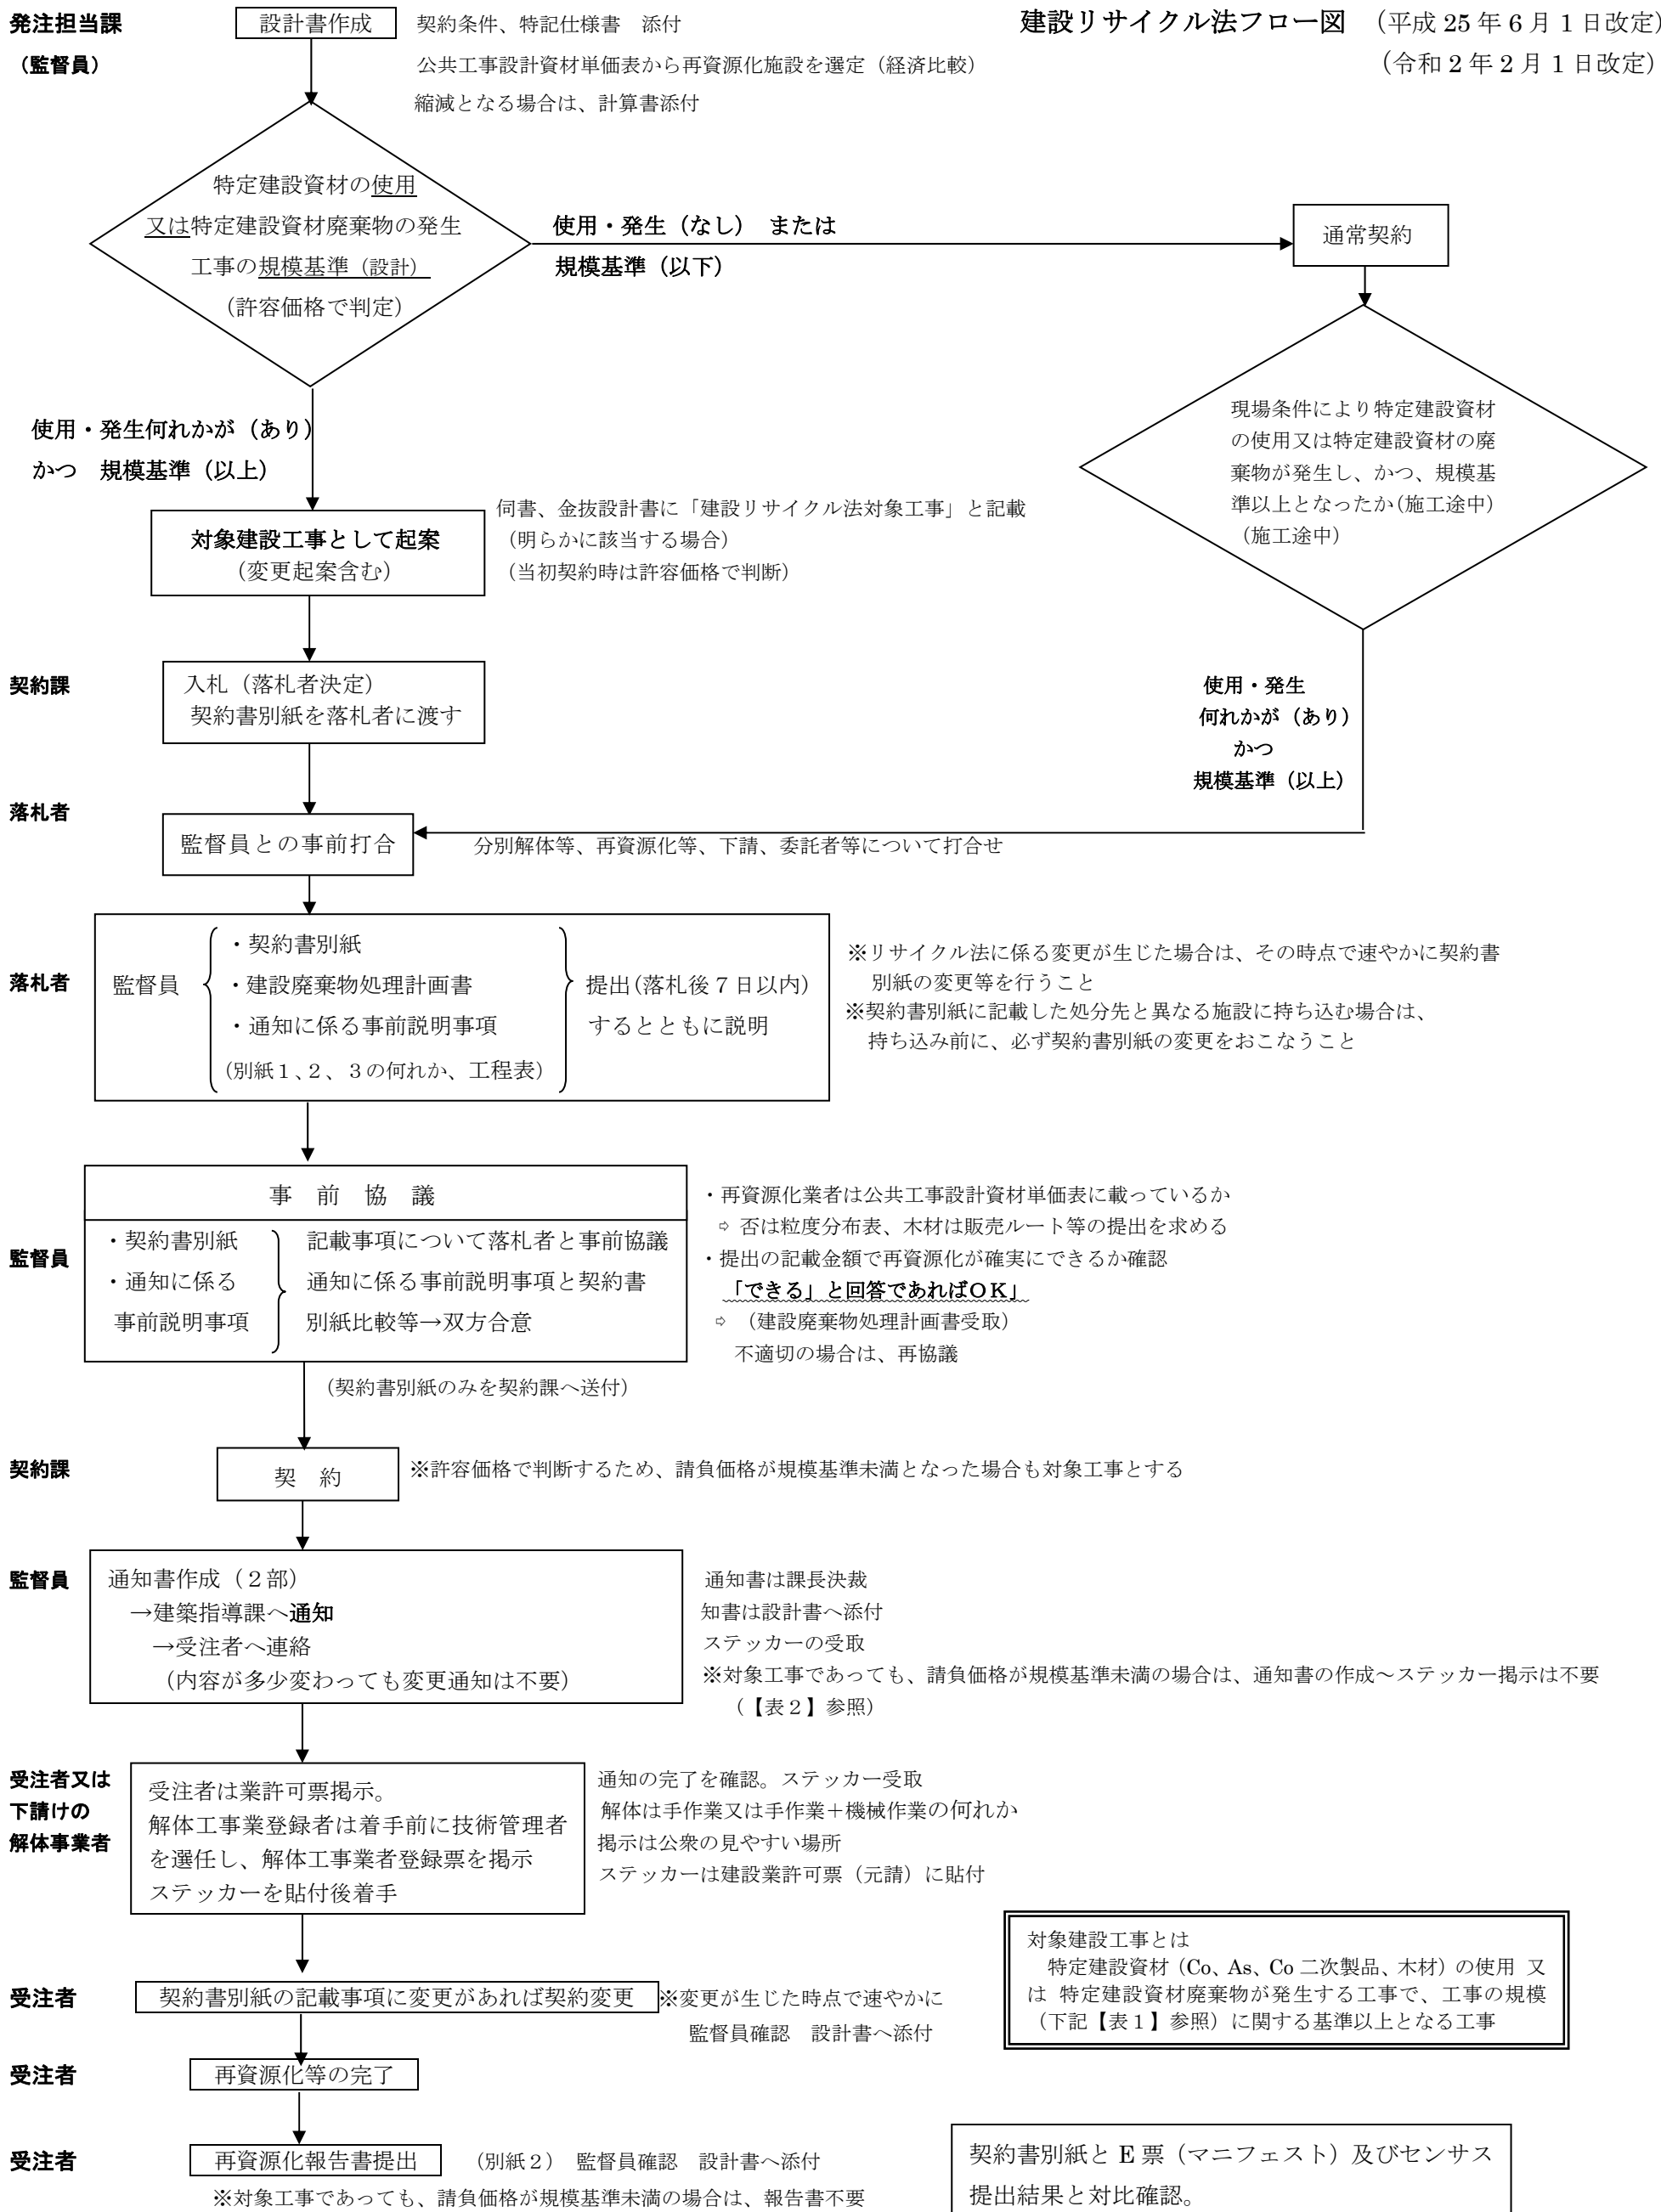 発注担当課
（監督員）
設計書作成
契約条件、特記仕様書　添付
公共工事設計資材単価表から再資源化施設を選定（経済比較）
縮減となる場合は、計算書添付
建設リサイクル法フロー図　（平成 25 年 6 月 1 日改定）
（令和 2 年 2 月 1 日改定）
特定建設資材の使用
又は特定建設資材廃棄物の発生
工事の規模基準（設計）
（許容価格で判定）
使用・発生（なし）　または
規模基準（以下）
通常契約
現場条件により特定建設資材
の使用又は特定建設資材の廃
棄物が発生し、かつ、規模基
準以上となったか（施工途中）
（施工途中）
使用・発生何れかが（あり）
かつ　規模基準（以上）
対象建設工事として起案
（変更起案含む）
伺書、金抜設計書に「建設リサイクル法対象工事」と記載
（明らかに該当する場合）
（当初契約時は許容価格で判断）
契約課
入札（落札者決定）
契約書別紙を落札者に渡す
使用・発生
何れかが（あり）
かつ
規模基準（以上）
落札者
監督員との事前打合
分別解体等、再資源化等、下請、委託者等について打合せ
落札者
監督員
・契約書別紙
・建設廃棄物処理計画書
・通知に係る事前説明事項
（別紙１、２、３の何れか、工程表）
提出（落札後７日以内）
するとともに説明
※リサイクル法に係る変更が生じた場合は、その時点で速やかに契約書
別紙の変更等を行うこと
※契約書別紙に記載した処分先と異なる施設に持ち込む場合は、
持ち込み前に、必ず契約書別紙の変更をおこなうこと
事　前　協　議
監督員
・契約書別紙
・通知に係る
事前説明事項
記載事項について落札者と事前協議
通知に係る事前説明事項と契約書
別紙比較等→双方合意
・再資源化業者は公共工事設計資材単価表に載っているか
⇨ 否は粒度分布表、木材は販売ルート等の提出を求める
・提出の記載金額で再資源化が確実にできるか確認
「できる」と回答であればＯＫ」
⇨ （建設廃棄物処理計画書受取）
不適切の場合は、再協議
（契約書別紙のみを契約課へ送付）
契約課
契　約
※許容価格で判断するため、請負価格が規模基準未満となった場合も対象工事とする
監督員
通知書作成（２部）
→建築指導課へ通知
→受注者へ連絡
（内容が多少変わっても変更通知は不要）
通知書は課長決裁
知書は設計書へ添付
ステッカーの受取
※対象工事であっても、請負価格が規模基準未満の場合は、通知書の作成～ステッカー掲示は不要
（【表２】参照）
受注者又は
下請けの
解体事業者
受注者は業許可票掲示。
解体工事業登録者は着手前に技術管理者
を選任し、解体工事業者登録票を掲示
ステッカーを貼付後着手
通知の完了を確認。ステッカー受取
解体は手作業又は手作業＋機械作業の何れか
掲示は公衆の見やすい場所
ステッカーは建設業許可票（元請）に貼付
対象建設工事とは
特定建設資材（Co、As、Co 二次製品、木材）の使用 又
は 特定建設資材廃棄物が発生する工事で、工事の規模
（下記【表１】参照）に関する基準以上となる工事
受注者
契約書別紙の記載事項に変更があれば契約変更
※変更が生じた時点で速やかに
監督員確認　設計書へ添付
受注者
再資源化等の完了
受注者
再資源化報告書提出
（別紙２）　監督員確認　設計書へ添付
※対象工事であっても、請負価格が規模基準未満の場合は、報告書不要
契約書別紙と E 票（マニフェスト）及びセンサス
提出結果と対比確認。